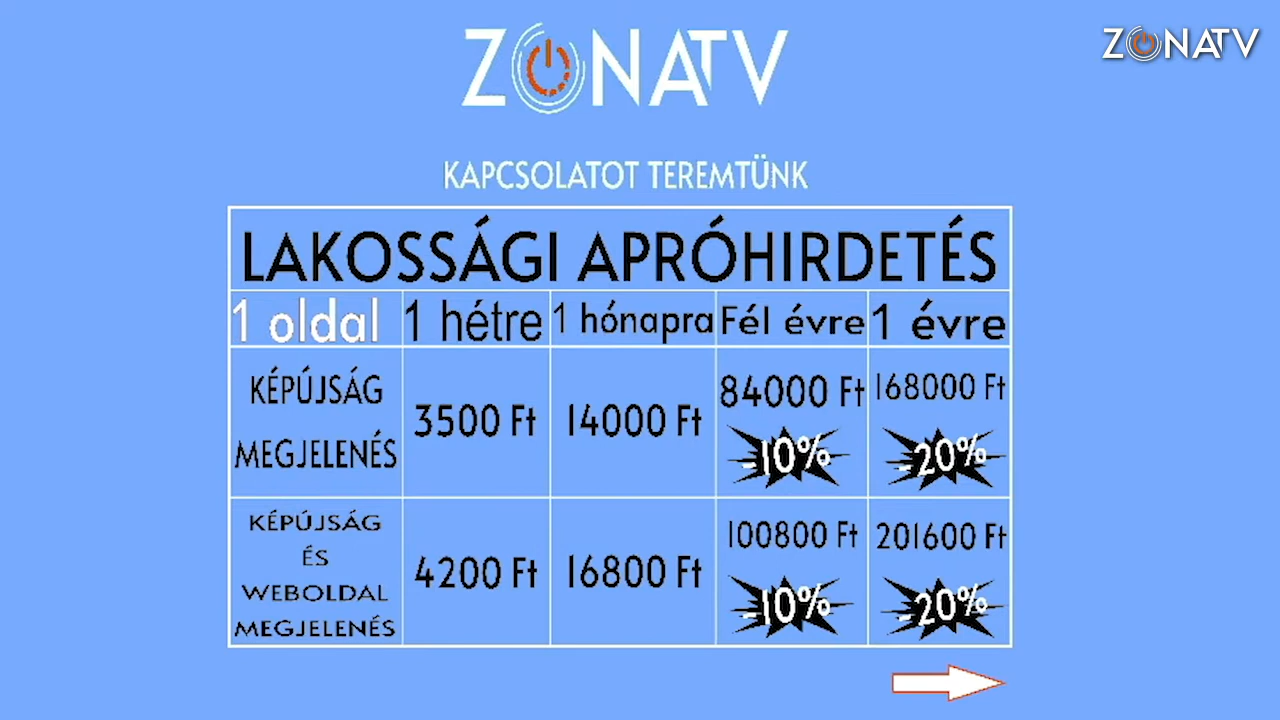 ZONATV
ZONATV
KAPCSOLATOT TEREMTÜNK
LAKOSSÁGI APRÓHIRDETÉS
1 oldal 1 hétre 1 hónapra Fél évre 1 évre
KÉPÚJSÁG
MEGJELENÉS
3500 Ft 14000 Ft 84000 Ft 168000 Ft
-10% -20%
KÉPÚJSÁG
ÉS
WEBOLDAL
MEGJELENÉS
4200 Ft 16800 Ft 100800 Ft 201600 Ft
-10% -20%